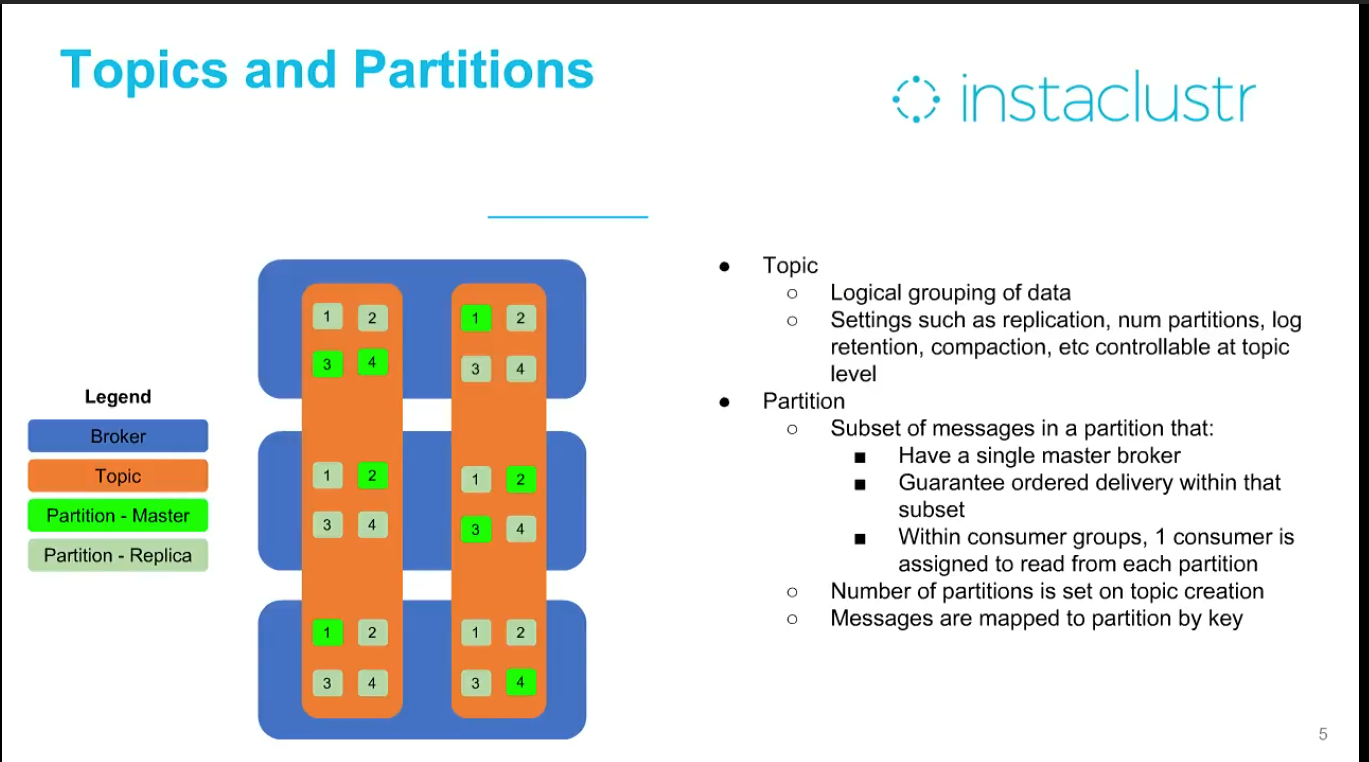 Topics and Partitions
instaclustr
Legend
Broker
Topic
Partition - Master
Partition - Replica
1 2
3 4
1 2
3 4
1 2
3 4
1 2
3 4
1 2
3 4
1 2
3 4
● Topic
○ Logical grouping of data
○ Settings such as replication, num partitions, log
retention, compaction, etc controllable at topic
level
● Partition
○ Subset of messages in a partition that:
■ Have a single master broker
■ Guarantee ordered delivery within that
subset
■ Within consumer groups, 1 consumer is
assigned to read from each partition
○ Number of partitions is set on topic creation
○ Messages are mapped to partition by key
5